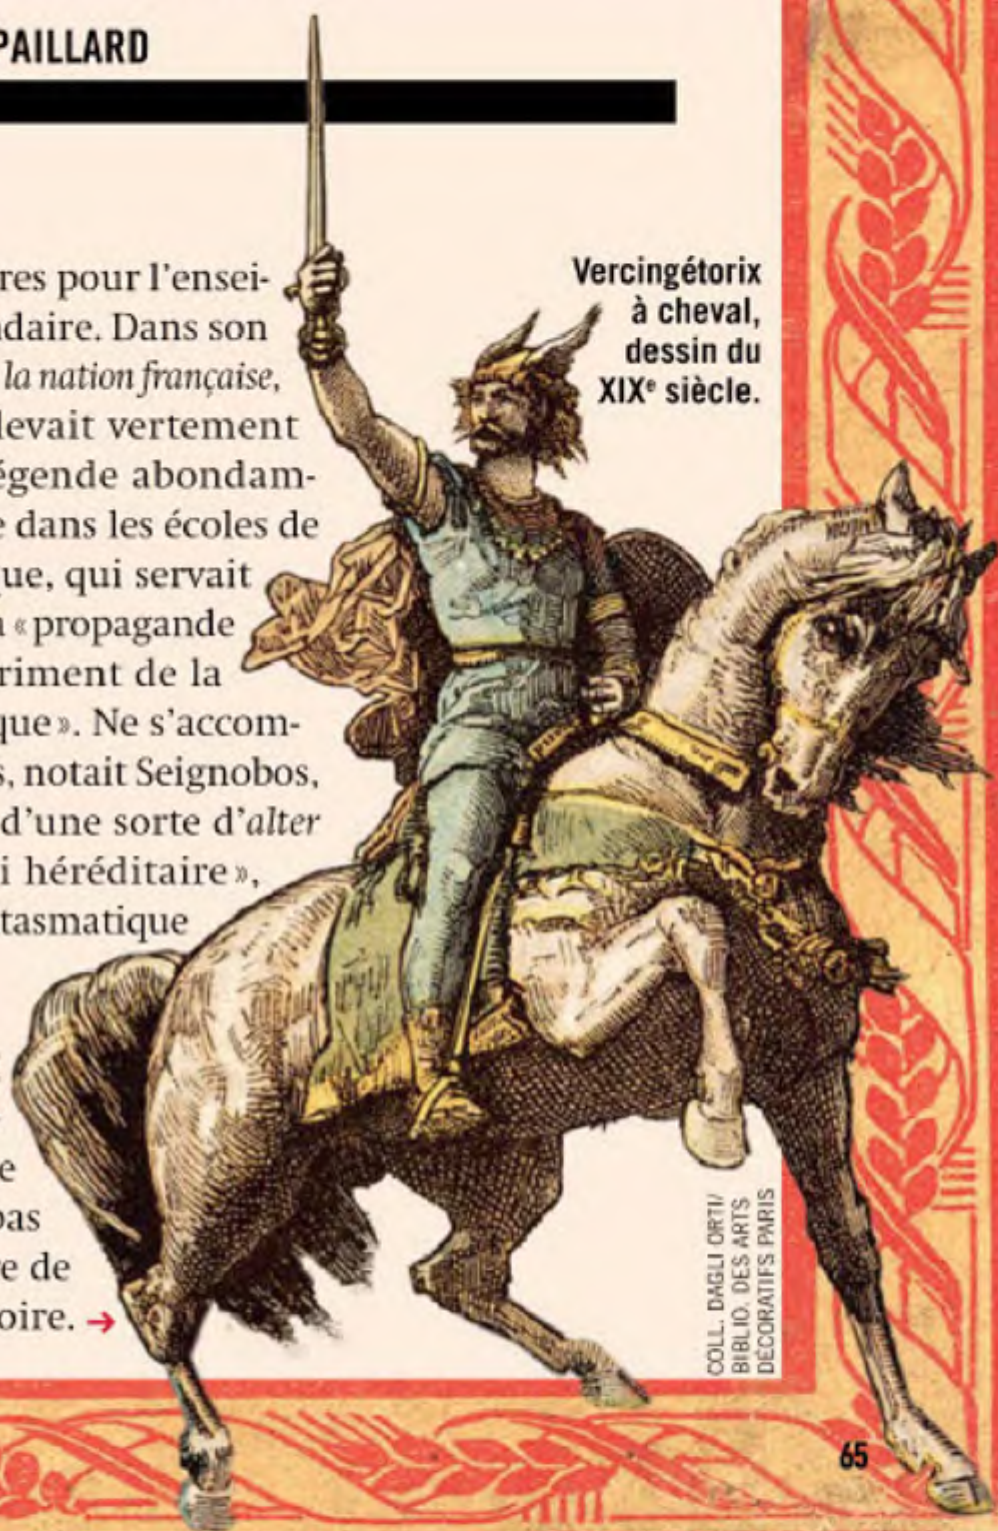 PAILLARD
Vercingétorix
à cheval,
dessin du
XIXᵉ siècle.
res pour l'ensei-
daire. Dans son
la nation française,
levait vertement
égende abondam-
e dans les écoles de
ue, qui servait
a « propagande
riment de la
que ». Ne s'accom-
s, notait Seignobos,
d'une sorte d'alter
i héréditaire »,
tasmatique
e
pas
e de
oire. →
COLL. DAGLI ORTI/
BIBLIO. DES ARTS
DÉCORATIFS PARIS
65